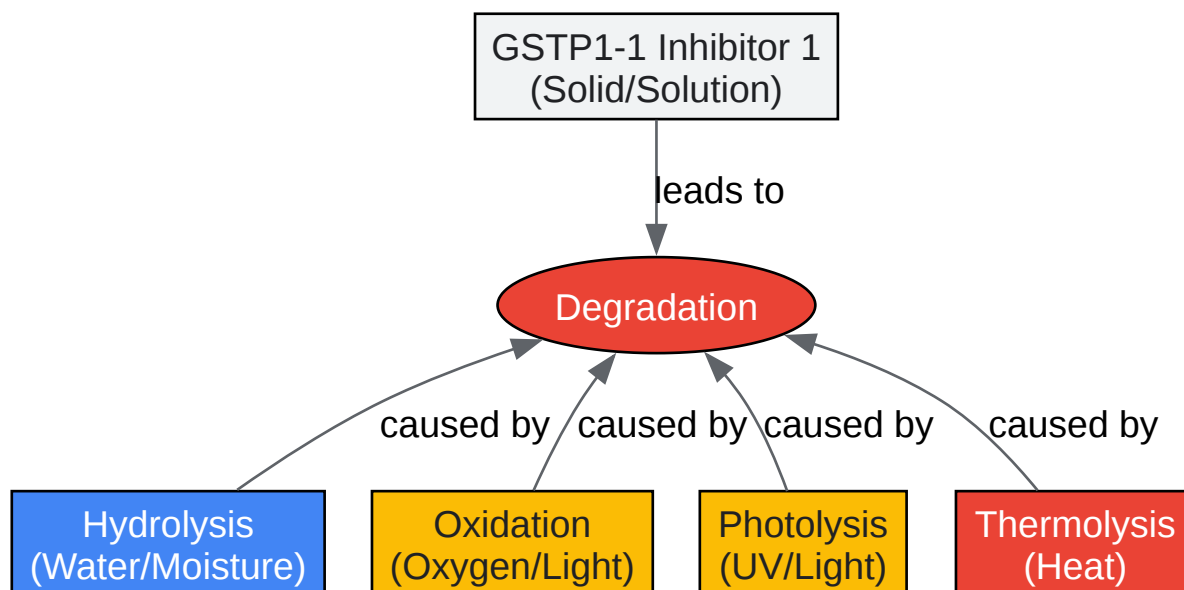 GSTP1-1 Inhibitor 1
(Solid/Solution)
leads to
Degradation
caused by
caused by
caused by
caused by
Hydrolysis
(Water/Moisture)
Oxidation
(Oxygen/Light)
Photolysis
(UV/Light)
Thermolysis
(Heat)